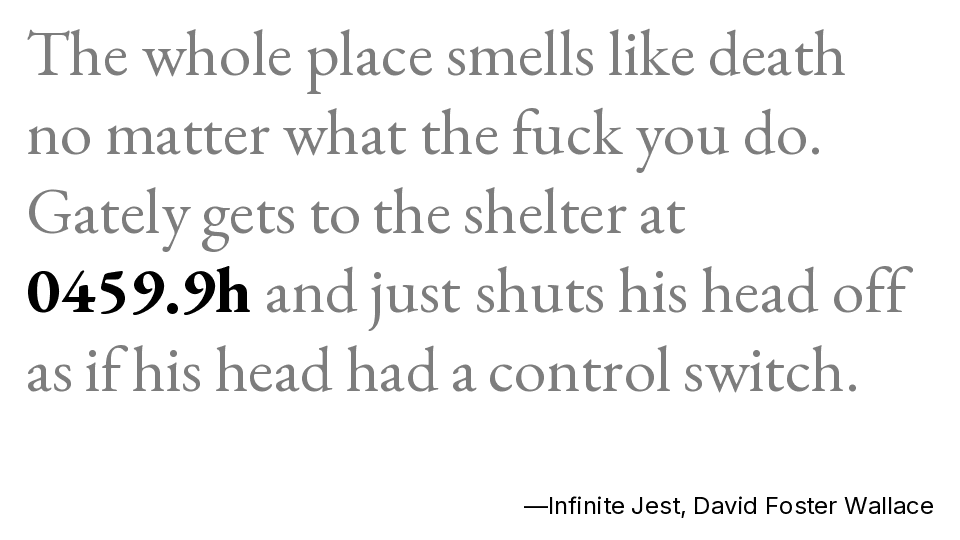 The whole place smells like death
no matter what the fuck you do.
Gately gets to the shelter at
0459.9h and just shuts his head off
as if his head had a control switch.
—Infinite Jest, David Foster Wallace